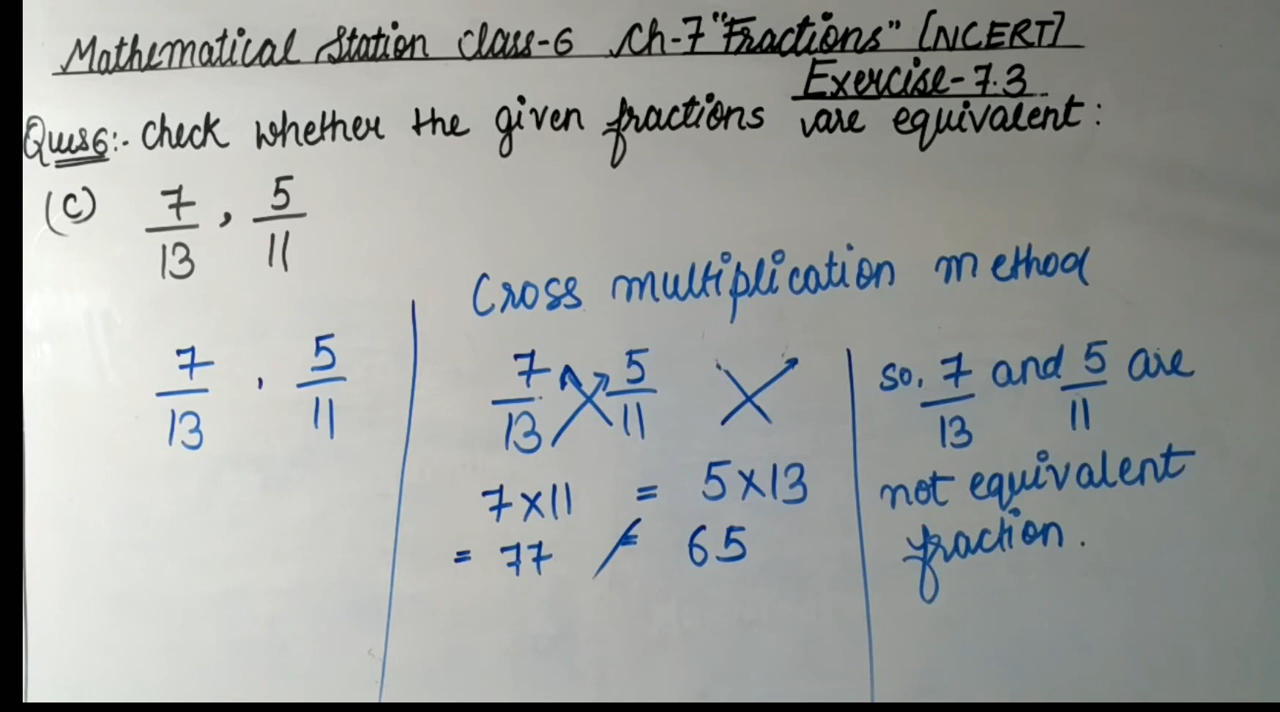 Mathematical Station Class-6 Ch-7 "Fractions" [NCERT]
Exercise-7.3
Ques6:- Check whether the given fractions are equivalent:
(c) 7/13, 5/11
Cross multiplication method
7/13, 5/11
7/13 5/11
7×11 = 5×13
= 77 ≠ 65
so, 7/13 and 5/11 are
not equivalent
fraction.